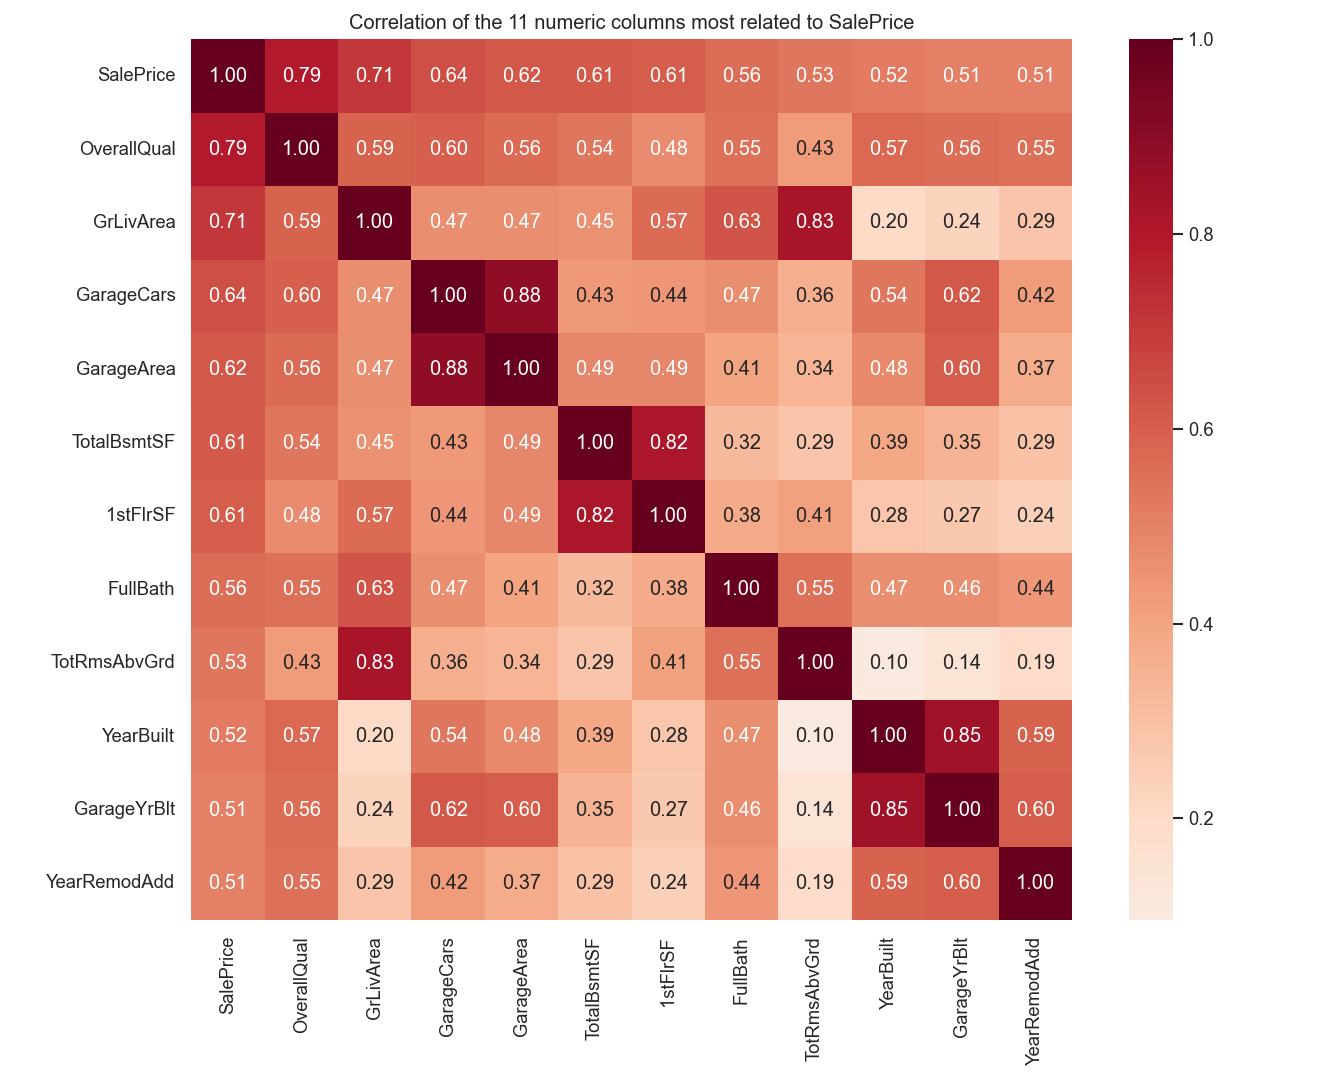 Correlation of the 11 numeric columns most related to SalePrice
SalePrice 1.00 0.79 0.71 0.64 0.62 0.61 0.61 0.56 0.53 0.52 0.51 0.51
OverallQual 0.79 1.00 0.59 0.60 0.56 0.54 0.48 0.55 0.43 0.57 0.56 0.55
GrLivArea 0.71 0.59 1.00 0.47 0.47 0.45 0.57 0.63 0.83 0.20 0.24 0.29
GarageCars 0.64 0.60 0.47 1.00 0.88 0.43 0.44 0.47 0.36 0.54 0.62 0.42
GarageArea 0.62 0.56 0.47 0.88 1.00 0.49 0.49 0.41 0.34 0.48 0.60 0.37
TotalBsmtSF 0.61 0.54 0.45 0.43 0.49 1.00 0.82 0.32 0.29 0.39 0.35 0.29
1stFlrSF 0.61 0.48 0.57 0.44 0.49 0.82 1.00 0.38 0.41 0.28 0.27 0.24
FullBath 0.56 0.55 0.63 0.47 0.41 0.32 0.38 1.00 0.55 0.47 0.46 0.44
TotRmsAbvGrd 0.53 0.43 0.83 0.36 0.34 0.29 0.41 0.55 1.00 0.10 0.14 0.19
YearBuilt 0.52 0.57 0.20 0.54 0.48 0.39 0.28 0.47 0.10 1.00 0.85 0.59
GarageYrBlt 0.51 0.56 0.24 0.62 0.60 0.35 0.27 0.46 0.14 0.85 1.00 0.60
YearRemodAdd 0.51 0.55 0.29 0.42 0.37 0.29 0.24 0.44 0.19 0.59 0.60 1.00
SalePrice
OverallQual
GrLivArea
GarageCars
GarageArea
TotalBsmtSF
1stFlrSF
FullBath
TotRmsAbvGrd
YearBuilt
GarageYrBlt
YearRemodAdd
1.0
0.8
0.6
0.4
0.2